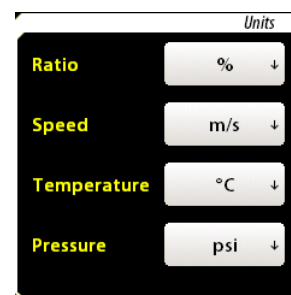 Units
Ratio % ↓
Speed m/s ↓
Temperature °C ↓
Pressure psi ↓